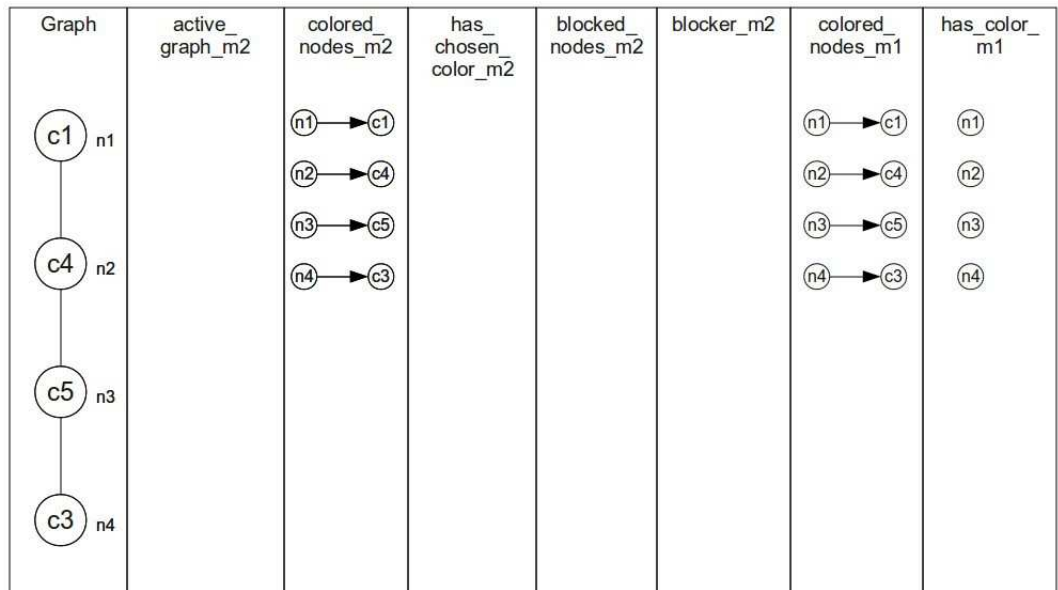 Graph
active_
graph_m2
colored_
nodes_m2
has_
chosen_
color_m2
blocked_
nodes_m2
blocker_m2
colored_
nodes_m1
has_color_
m1
c1 n1
n1 c1
n1 c1
n1
n2 c4
n2 c4
n2
n3 c5
n3 c5
n3
c4 n2
n4 c3
n4 c3
n4
c5 n3
c3 n4